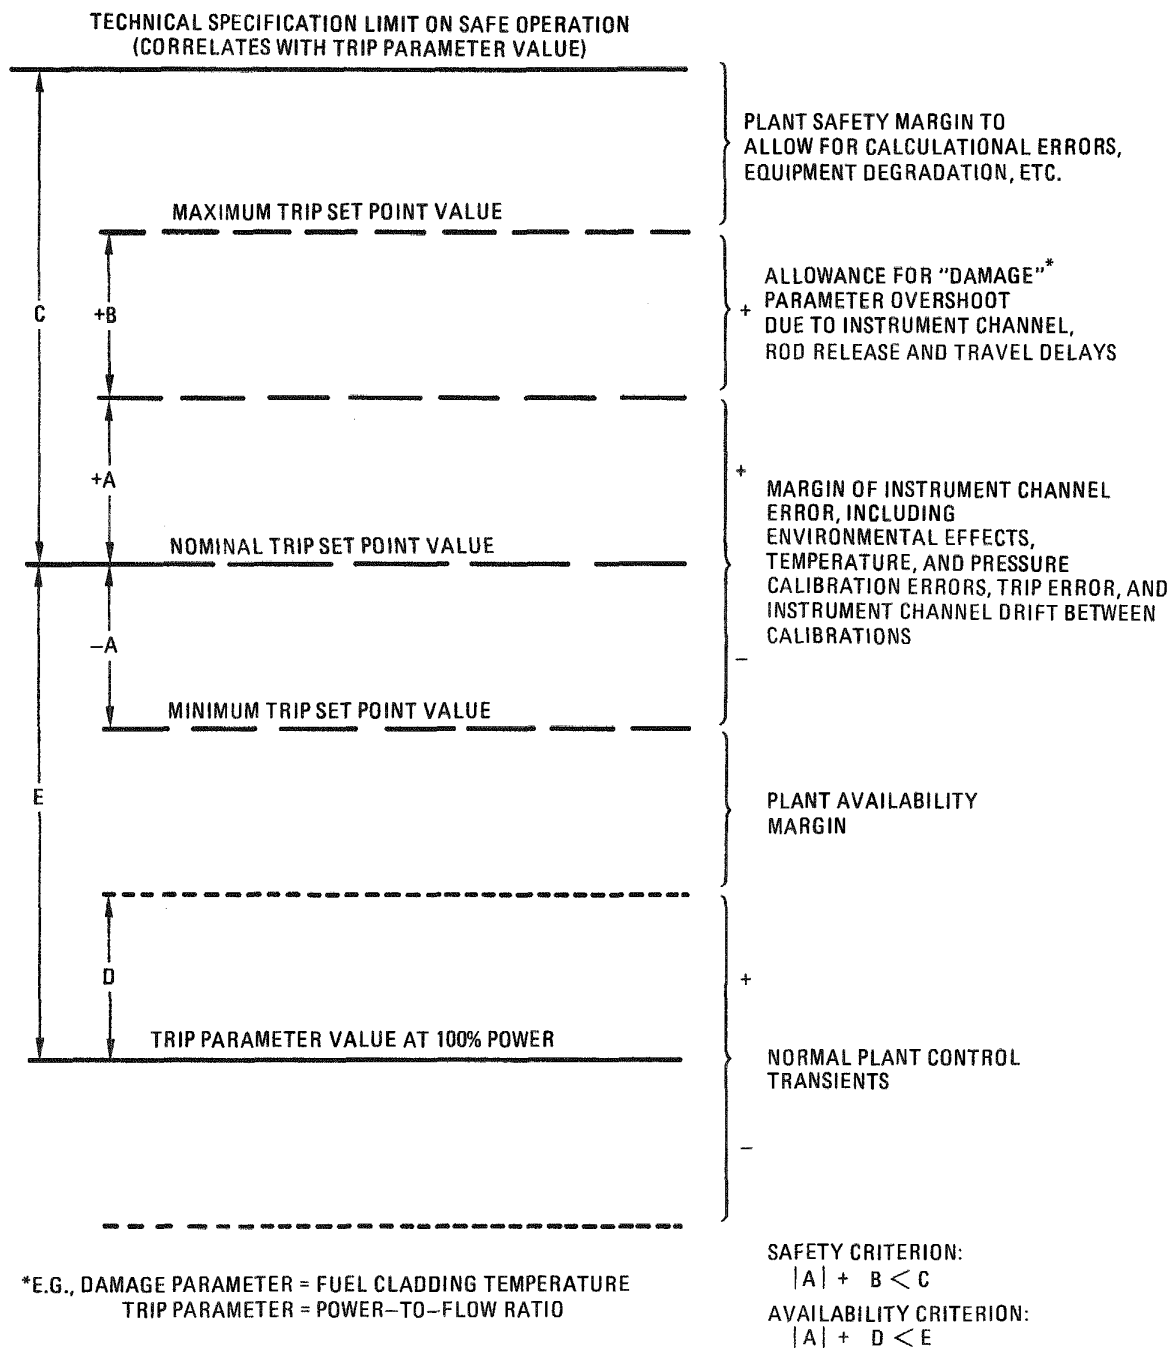 TECHNICAL SPECIFICATION LIMIT ON SAFE OPERATION
(CORRELATES WITH TRIP PARAMETER VALUE)
PLANT SAFETY MARGIN TO
ALLOW FOR CALCULATIONAL ERRORS,
EQUIPMENT DEGRADATION, ETC.
MAXIMUM TRIP SET POINT VALUE
C
+B
+
ALLOWANCE FOR "DAMAGE"*
PARAMETER OVERSHOOT
DUE TO INSTRUMENT CHANNEL,
ROD RELEASE AND TRAVEL DELAYS
+A
+
NOMINAL TRIP SET POINT VALUE
MARGIN OF INSTRUMENT CHANNEL
ERROR, INCLUDING
ENVIRONMENTAL EFFECTS,
TEMPERATURE, AND PRESSURE
CALIBRATION ERRORS, TRIP ERROR, AND
INSTRUMENT CHANNEL DRIFT BETWEEN
CALIBRATIONS
–A
–
MINIMUM TRIP SET POINT VALUE
E
PLANT AVAILABILITY
MARGIN
D
+
TRIP PARAMETER VALUE AT 100% POWER
NORMAL PLANT CONTROL
TRANSIENTS
–
*E.G., DAMAGE PARAMETER = FUEL CLADDING TEMPERATURE
TRIP PARAMETER = POWER–TO–FLOW RATIO
SAFETY CRITERION:
|A| + B < C
AVAILABILITY CRITERION:
|A| + D < E